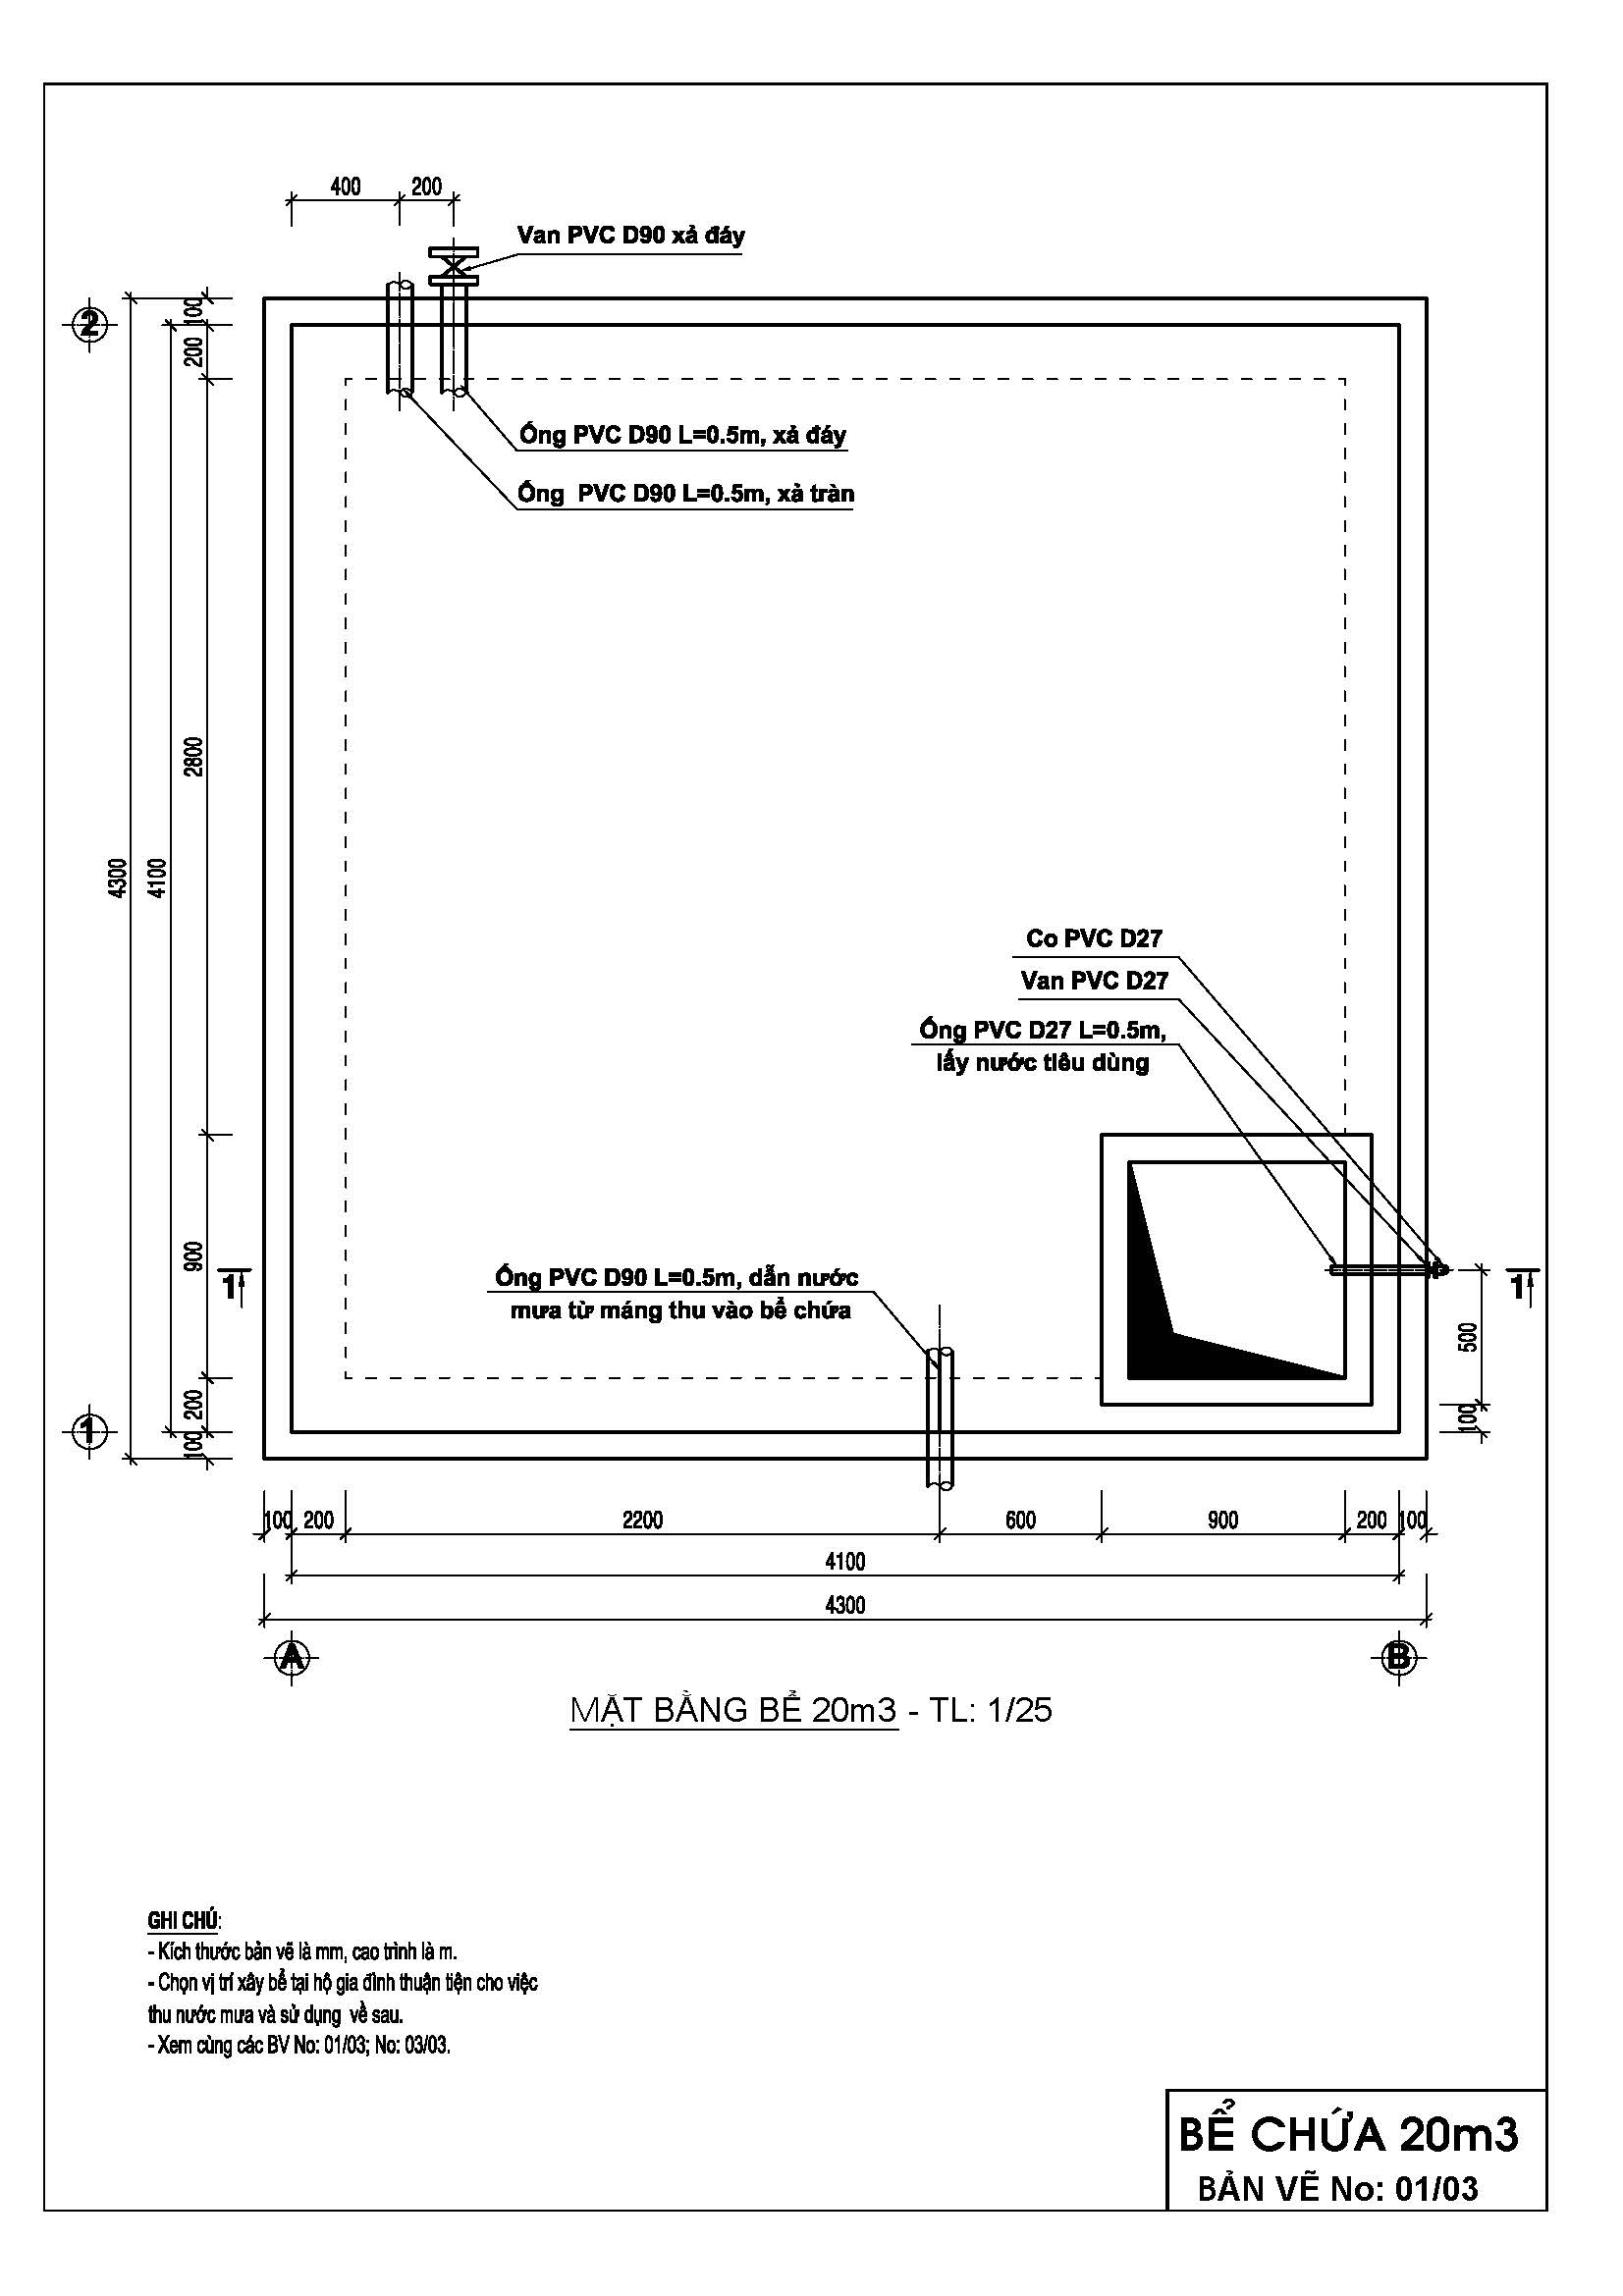 400
200
Van PVC D90 xả đáy
2
100
200
Ống PVC D90 L=0.5m, xả đáy
Ống PVC D90 L=0.5m, xả tràn
2800
4300
4100
Co PVC D27
Van PVC D27
Ống PVC D27 L=0.5m,
lấy nước tiêu dùng
900
1
1
Ống PVC D90 L=0.5m, dẫn nước
mưa từ máng thu vào bể chứa
500
200
100
1
100
100
200
2200
600
900
200
100
4100
4300
A
B
MẶT BẰNG BỂ 20m3 - TL: 1/25
GHI CHÚ:
- Kích thước bản vẽ là mm, cao trình là m.
- Chọn vị trí xây bể tại hộ gia đình thuận tiện cho việc
thu nước mưa và sử dụng về sau.
- Xem cùng các BV No: 01/03; No: 03/03.
BỂ CHỨA 20m3
BẢN VẼ No: 01/03